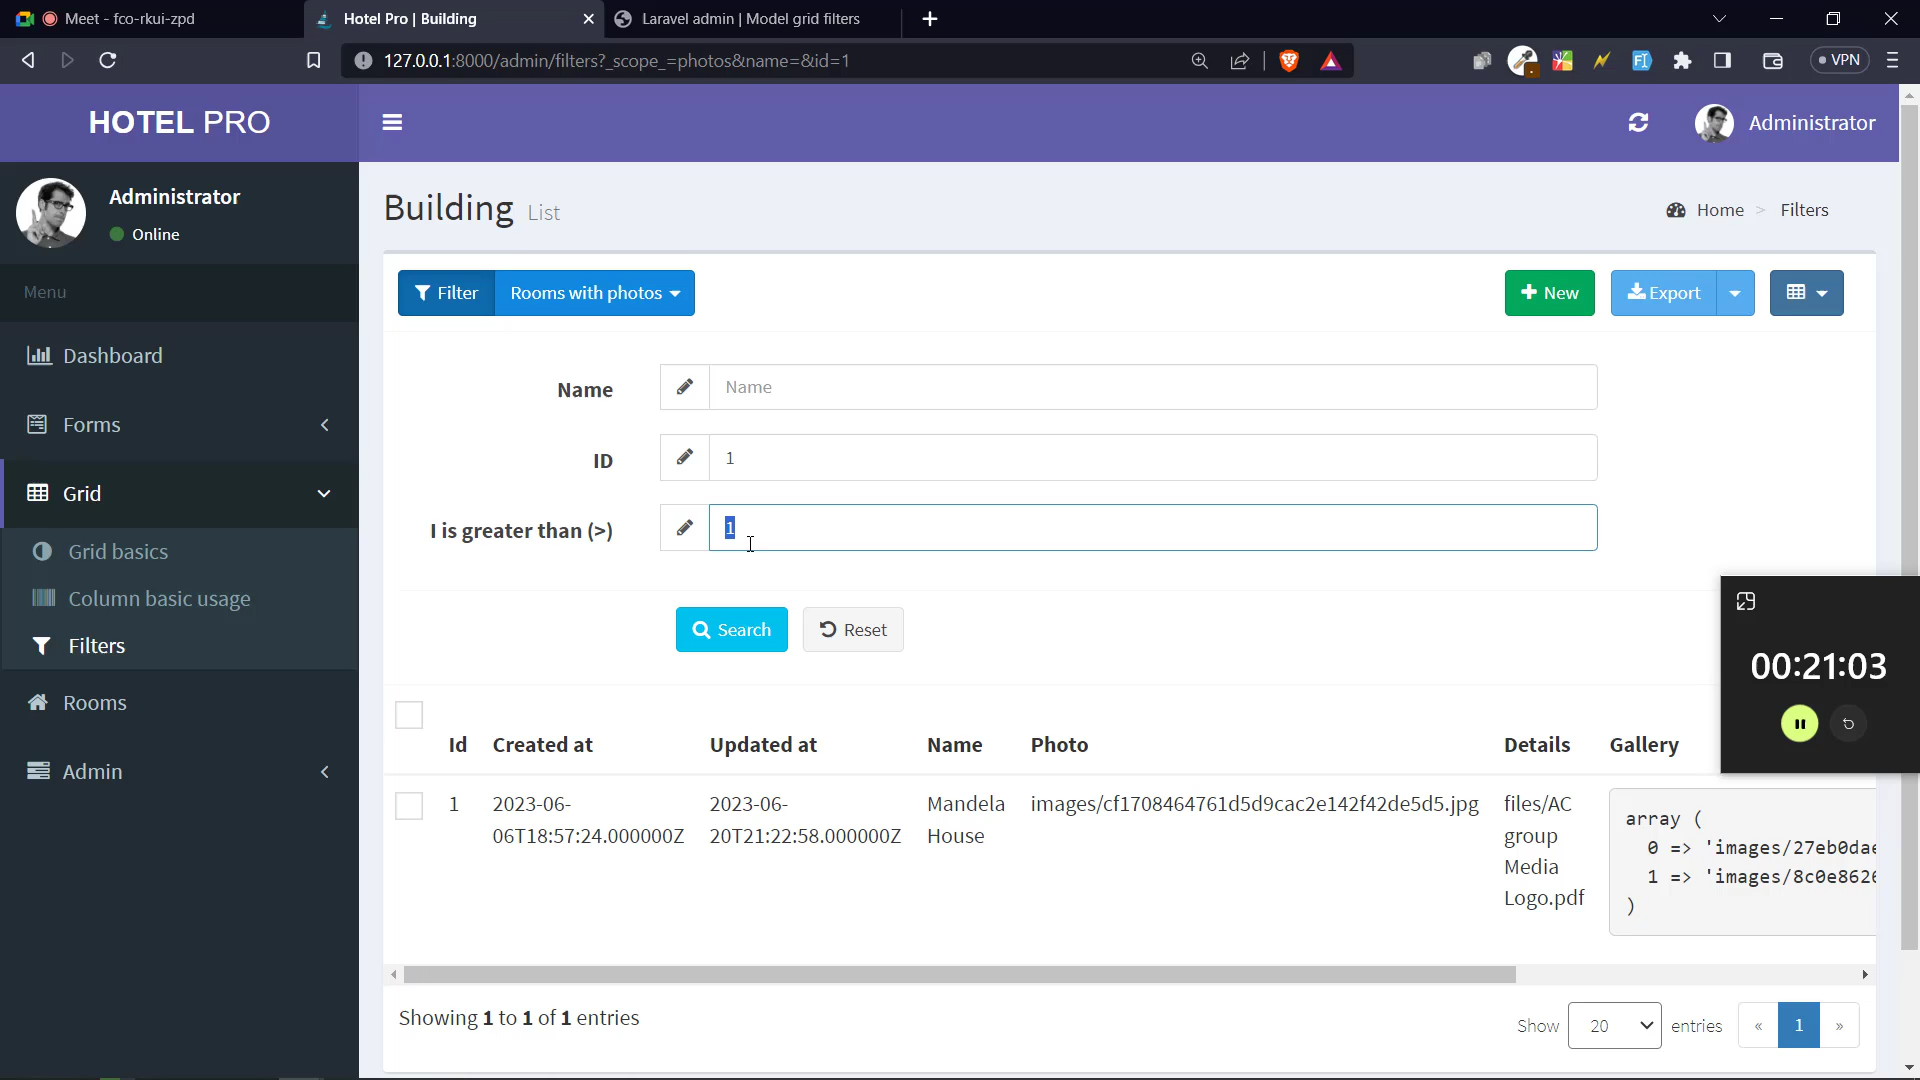 Meet - fco-rkui-zpd
Hotel Pro | Building
Laravel admin | Model grid filters
127.0.0.1:8000/admin/filters?_scope_=photos&name=&id=1
VPN
HOTEL PRO
Administrator
Administrator
Online
Menu
Dashboard
Forms
Grid
Grid basics
Column basic usage
Filters
Rooms
Admin
Building List
Home > Filters
Filter
Rooms with photos
New
Export
Name
Name
ID
1
I is greater than (>)
1
Search
Reset
00:21:03
Id Created at Updated at Name Photo Details Gallery
1 2023-06-06T18:57:24.000000Z 2023-06-20T21:22:58.000000Z Mandela House images/cf1708464761d5d9cac2e142f42de5d5.jpg files/AC group Media Logo.pdf
array (
0 => 'images/27eb0dae
1 => 'images/8c0e8626
)
Showing 1 to 1 of 1 entries
Show 20 entries « 1 »